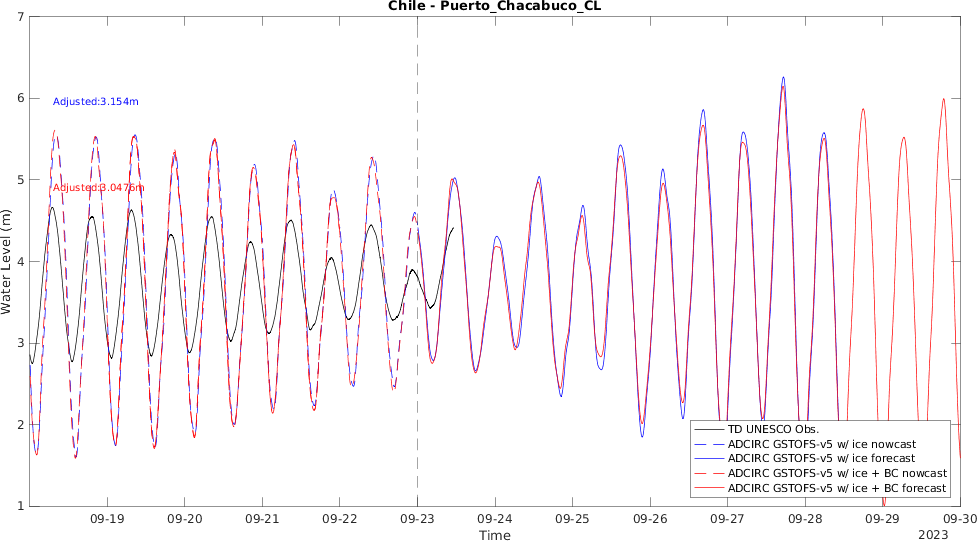 Chile - Puerto_Chacabuco_CL
7
6
5
4
3
2
1
Water Level (m)
Adjusted:3.154m
Adjusted:3.0476m
TD UNESCO Obs.
ADCIRC GSTOFS-v5 w/ ice nowcast
ADCIRC GSTOFS-v5 w/ ice forecast
ADCIRC GSTOFS-v5 w/ ice + BC nowcast
ADCIRC GSTOFS-v5 w/ ice + BC forecast
09-19 09-20 09-21 09-22 09-23 09-24 09-25 09-26 09-27 09-28 09-29 09-30
Time
2023